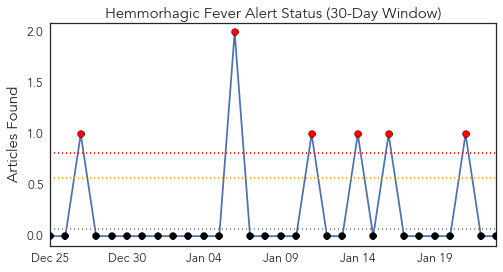 Hemmorhagic Fever Alert Status (30-Day Window)
Articles Found
2.0
1.5
1.0
0.5
0.0
Dec 25 Dec 30 Jan 04 Jan 09 Jan 14 Jan 19